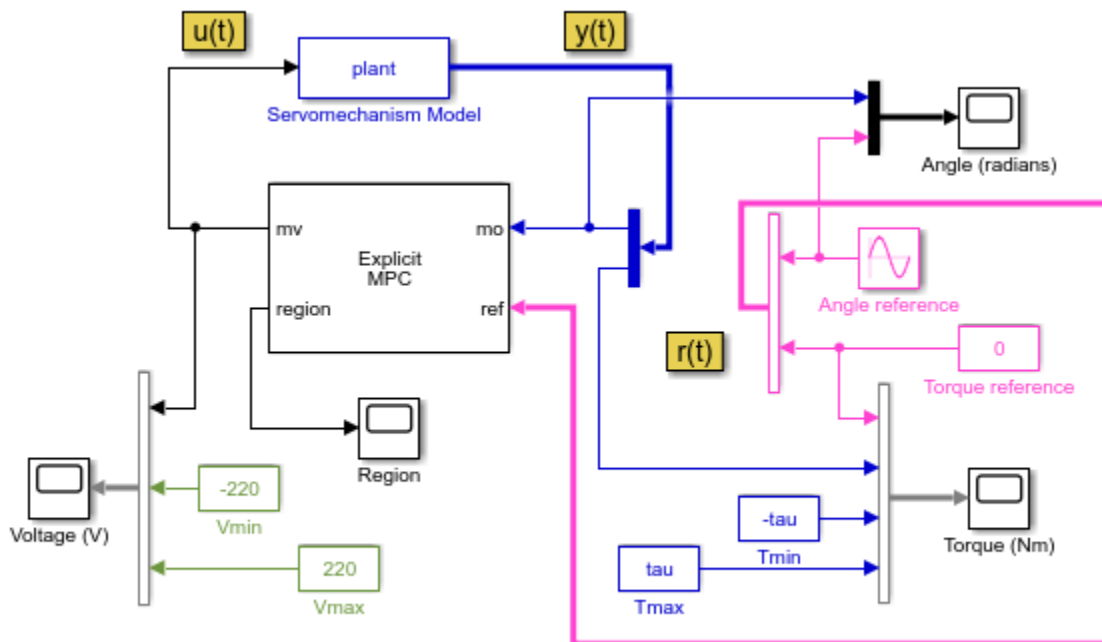 u(t)
y(t)
plant
Servomechanism Model
Angle (radians)
mv
mo
Explicit
MPC
region
ref
Angle reference
r(t)
0
Torque reference
Region
-220
Vmin
Voltage (V)
-tau
Tmin
Torque (Nm)
220
Vmax
tau
Tmax